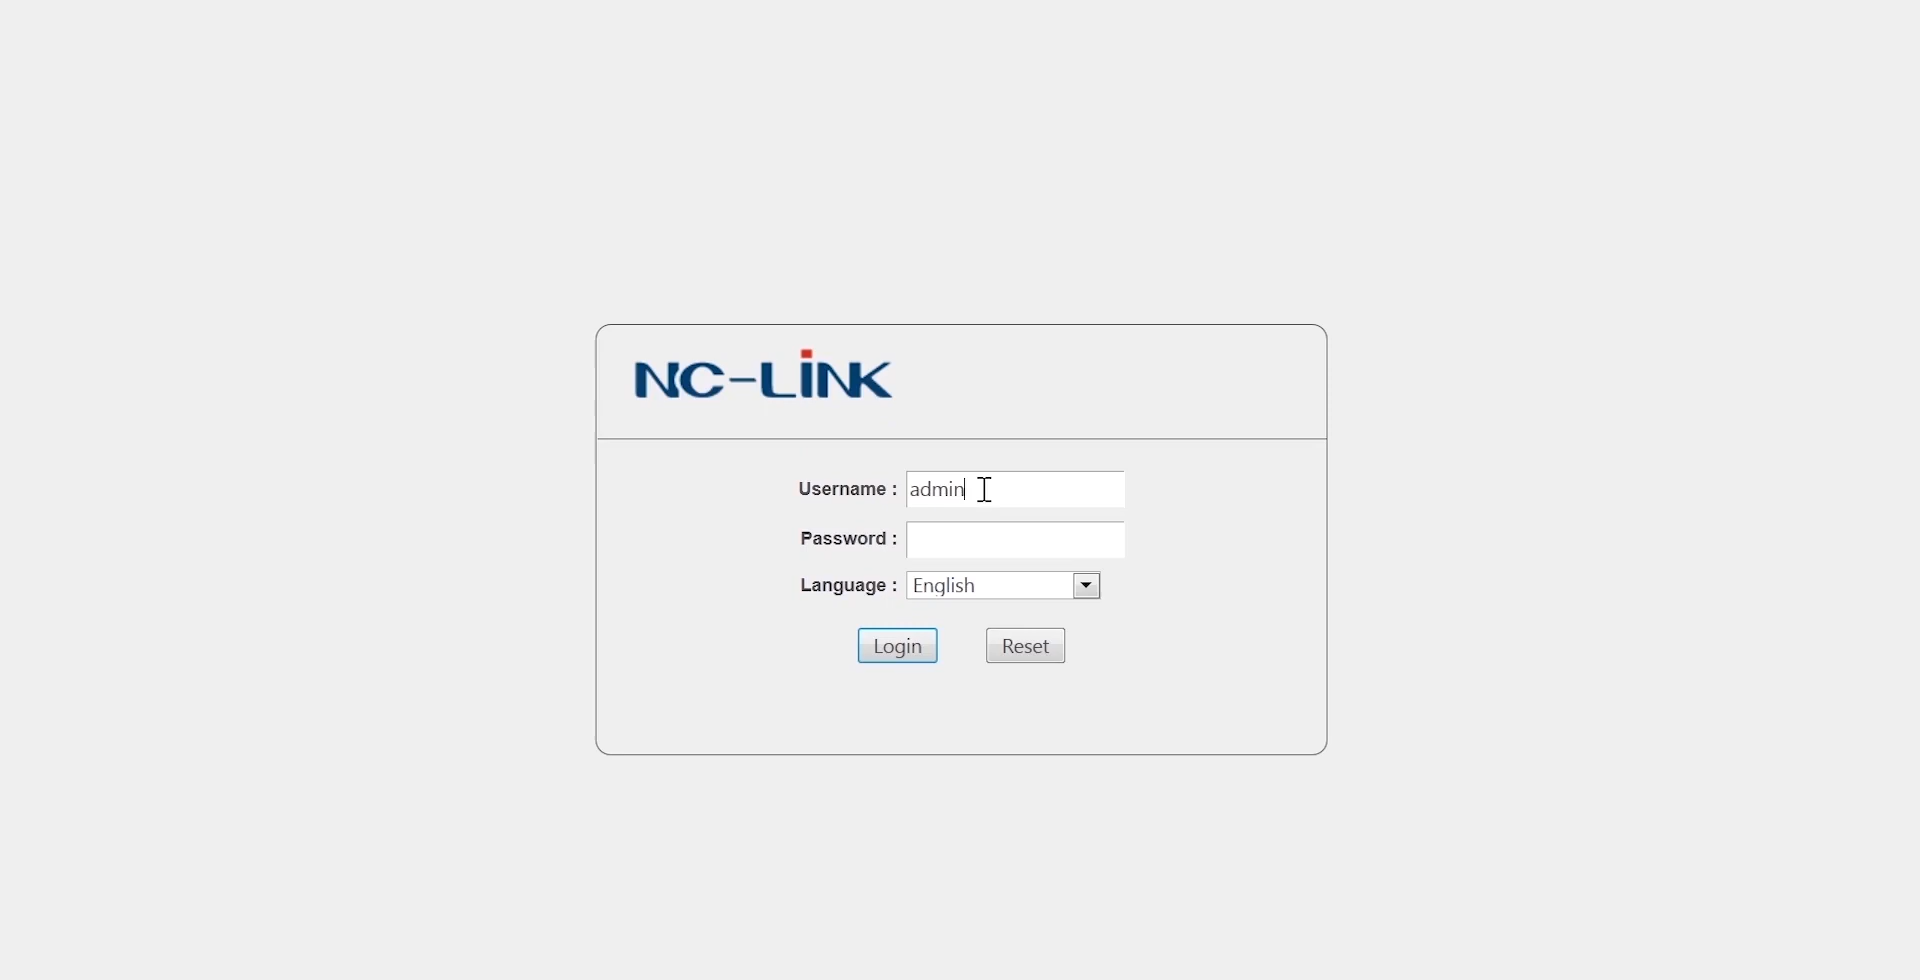 NC-LiNK
Username : admin
Password :
Language : English
Login Reset